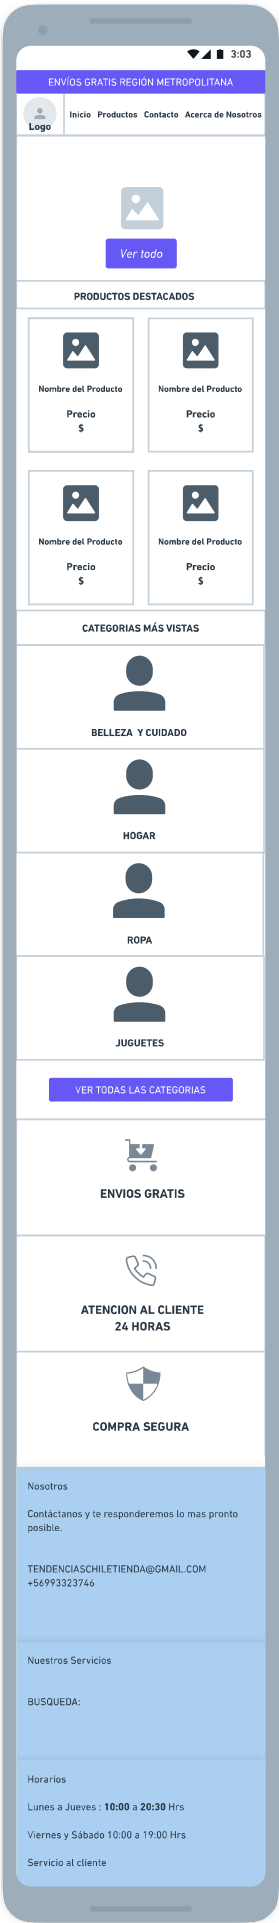 3:03
ENVÍOS GRATIS REGIÓN METROPOLITANA
Logo
Inicio Productos Contacto Acerca de Nosotros
Ver todo
PRODUCTOS DESTACADOS
Nombre del Producto
Precio
$
Nombre del Producto
Precio
$
Nombre del Producto
Precio
$
Nombre del Producto
Precio
$
CATEGORIAS MÁS VISTAS
BELLEZA Y CUIDADO
HOGAR
ROPA
JUGUETES
VER TODAS LAS CATEGORIAS
ENVIOS GRATIS
ATENCION AL CLIENTE
24 HORAS
COMPRA SEGURA
Nosotros
Contáctanos y te responderemos lo mas pronto
posible.
TENDENCIASCHILETIENDA@GMAIL.COM
+56993323746
Nuestros Servicios
BUSQUEDA:
Horarios
Lunes a Jueves : 10:00 a 20:30 Hrs
Viernes y Sábado 10:00 a 19:00 Hrs
Servicio al cliente